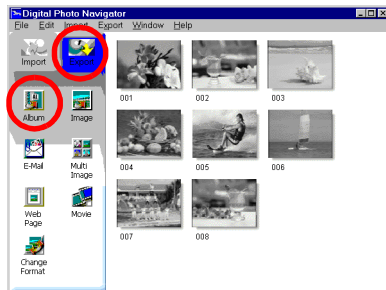 Digital Photo Navigator
File Edit Import Export Window Help
Import Export
Album Image
E-Mail Multi Image
Web Page Movie
Change Format
001 002 003
004 005 006
007 008